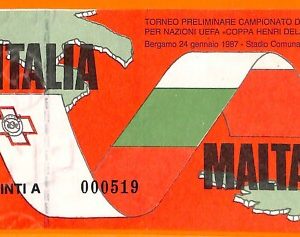 TORNEO PRELIMINARE CAMPIONATO D
PER NAZIONI UEFA «COPPA HENRI DEL
Bergamo 24 gennaio 1987 - Stadio Comuna
ITALIA
INTI A 000519
MALTA